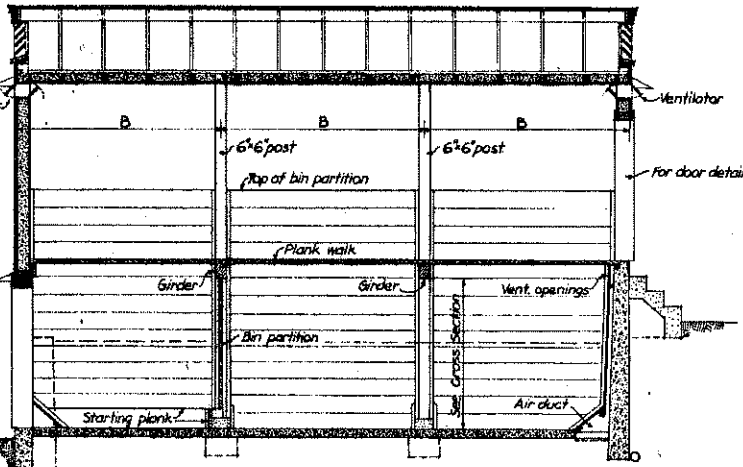 Ventilator
B
B
B
6"x6" post
6"x6" post
For door detail
Top of bin partition
Plank walk
Girder
Girder
Vent. openings
See Cross Section
Bin partition
Starting plank
Air duct